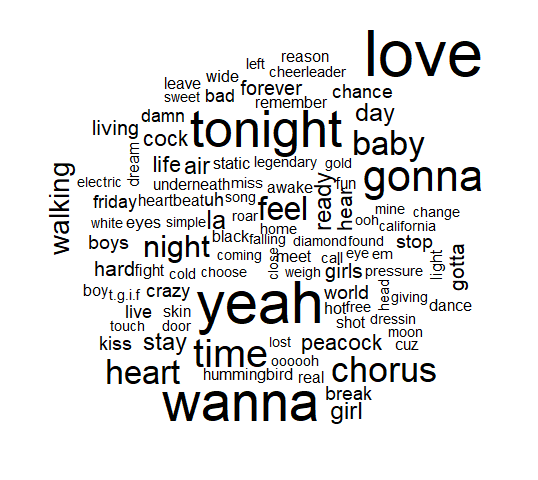 love
reason
left
cheerleader
wide
leave
forever
chance
sweet
bad
remember
damn
day
living
cock
tonight
baby
dream
life
air
static
legendary
gold
gonna
walking
electric
underneath
miss
awake
fun
ready
hear
friday
heartbeat
uh
song
feel
mine
change
white
eyes
simple
la
roar
home
ooh
california
boys
night
black
falling
diamond
found
stop
coming
close
meet
call
eye
em
light
gotta
hard
fight
cold
choose
weigh
girls
pressure
boy
t.g.i.f
crazy
yeah
world
head
giving
live
skin
hot
free
dance
touch
door
shot
dressin
moon
kiss
stay
time
lost
peacock
cuz
heart
oooooh
hummingbird
real
chorus
wanna
break
girl